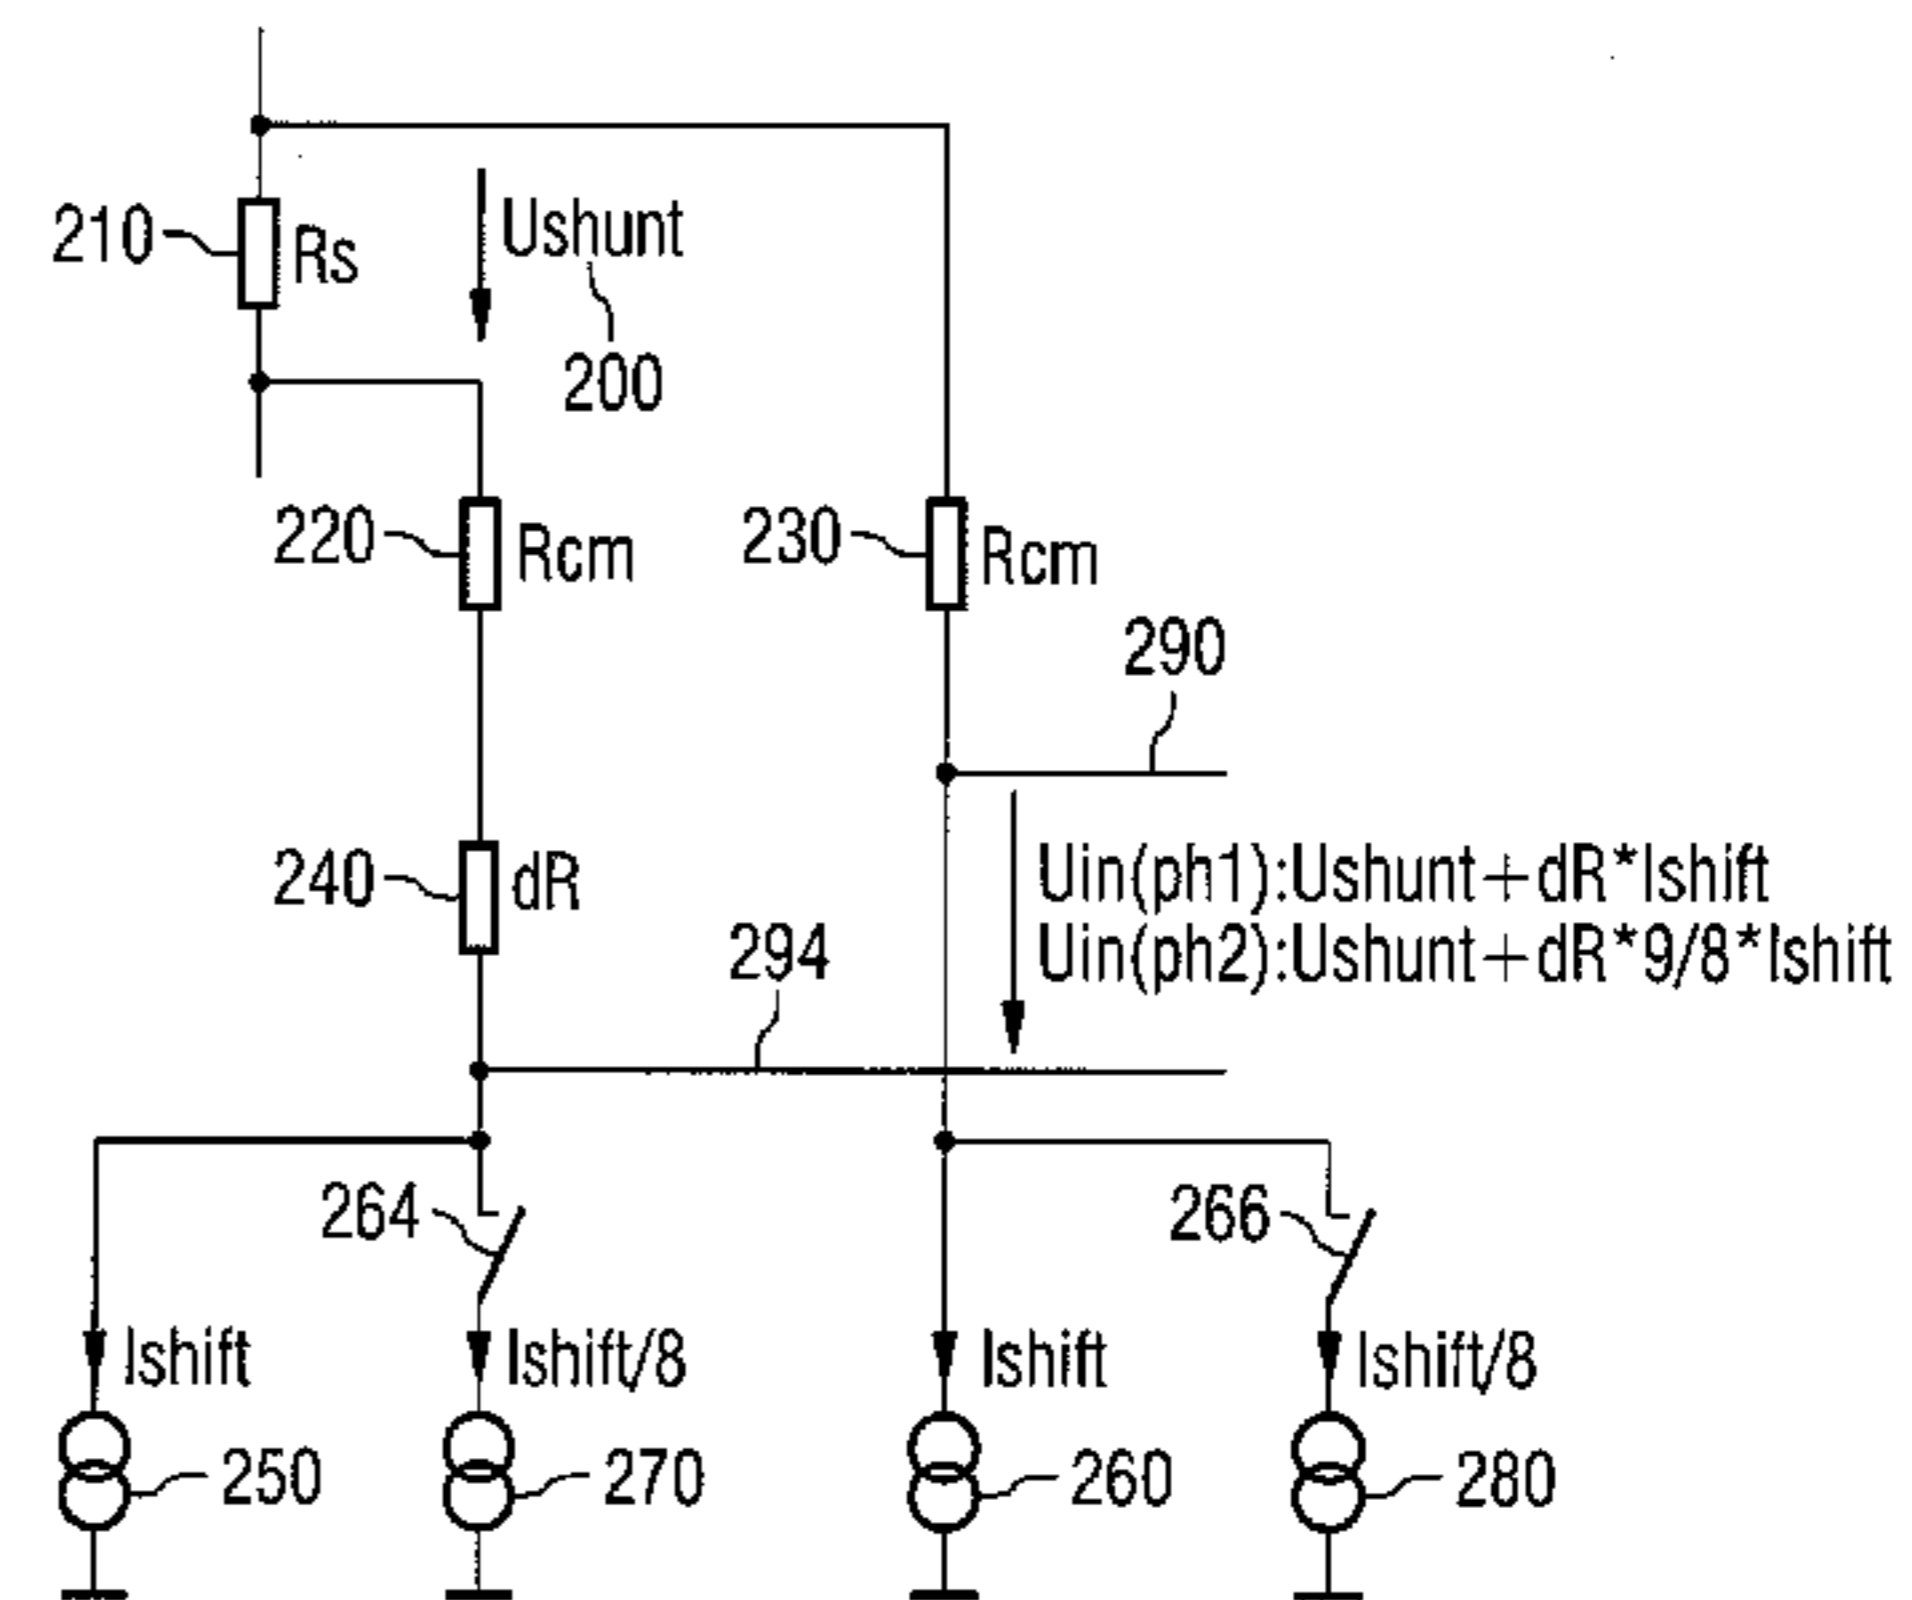 210
Rs
Ushunt
200
220
Rcm
230
Rcm
290
240
dR
Uin(ph1):Ushunt+dR*Ishift
Uin(ph2):Ushunt+dR*9/8*Ishift
294
264
266
Ishift
Ishift/8
Ishift
Ishift/8
250
270
260
280